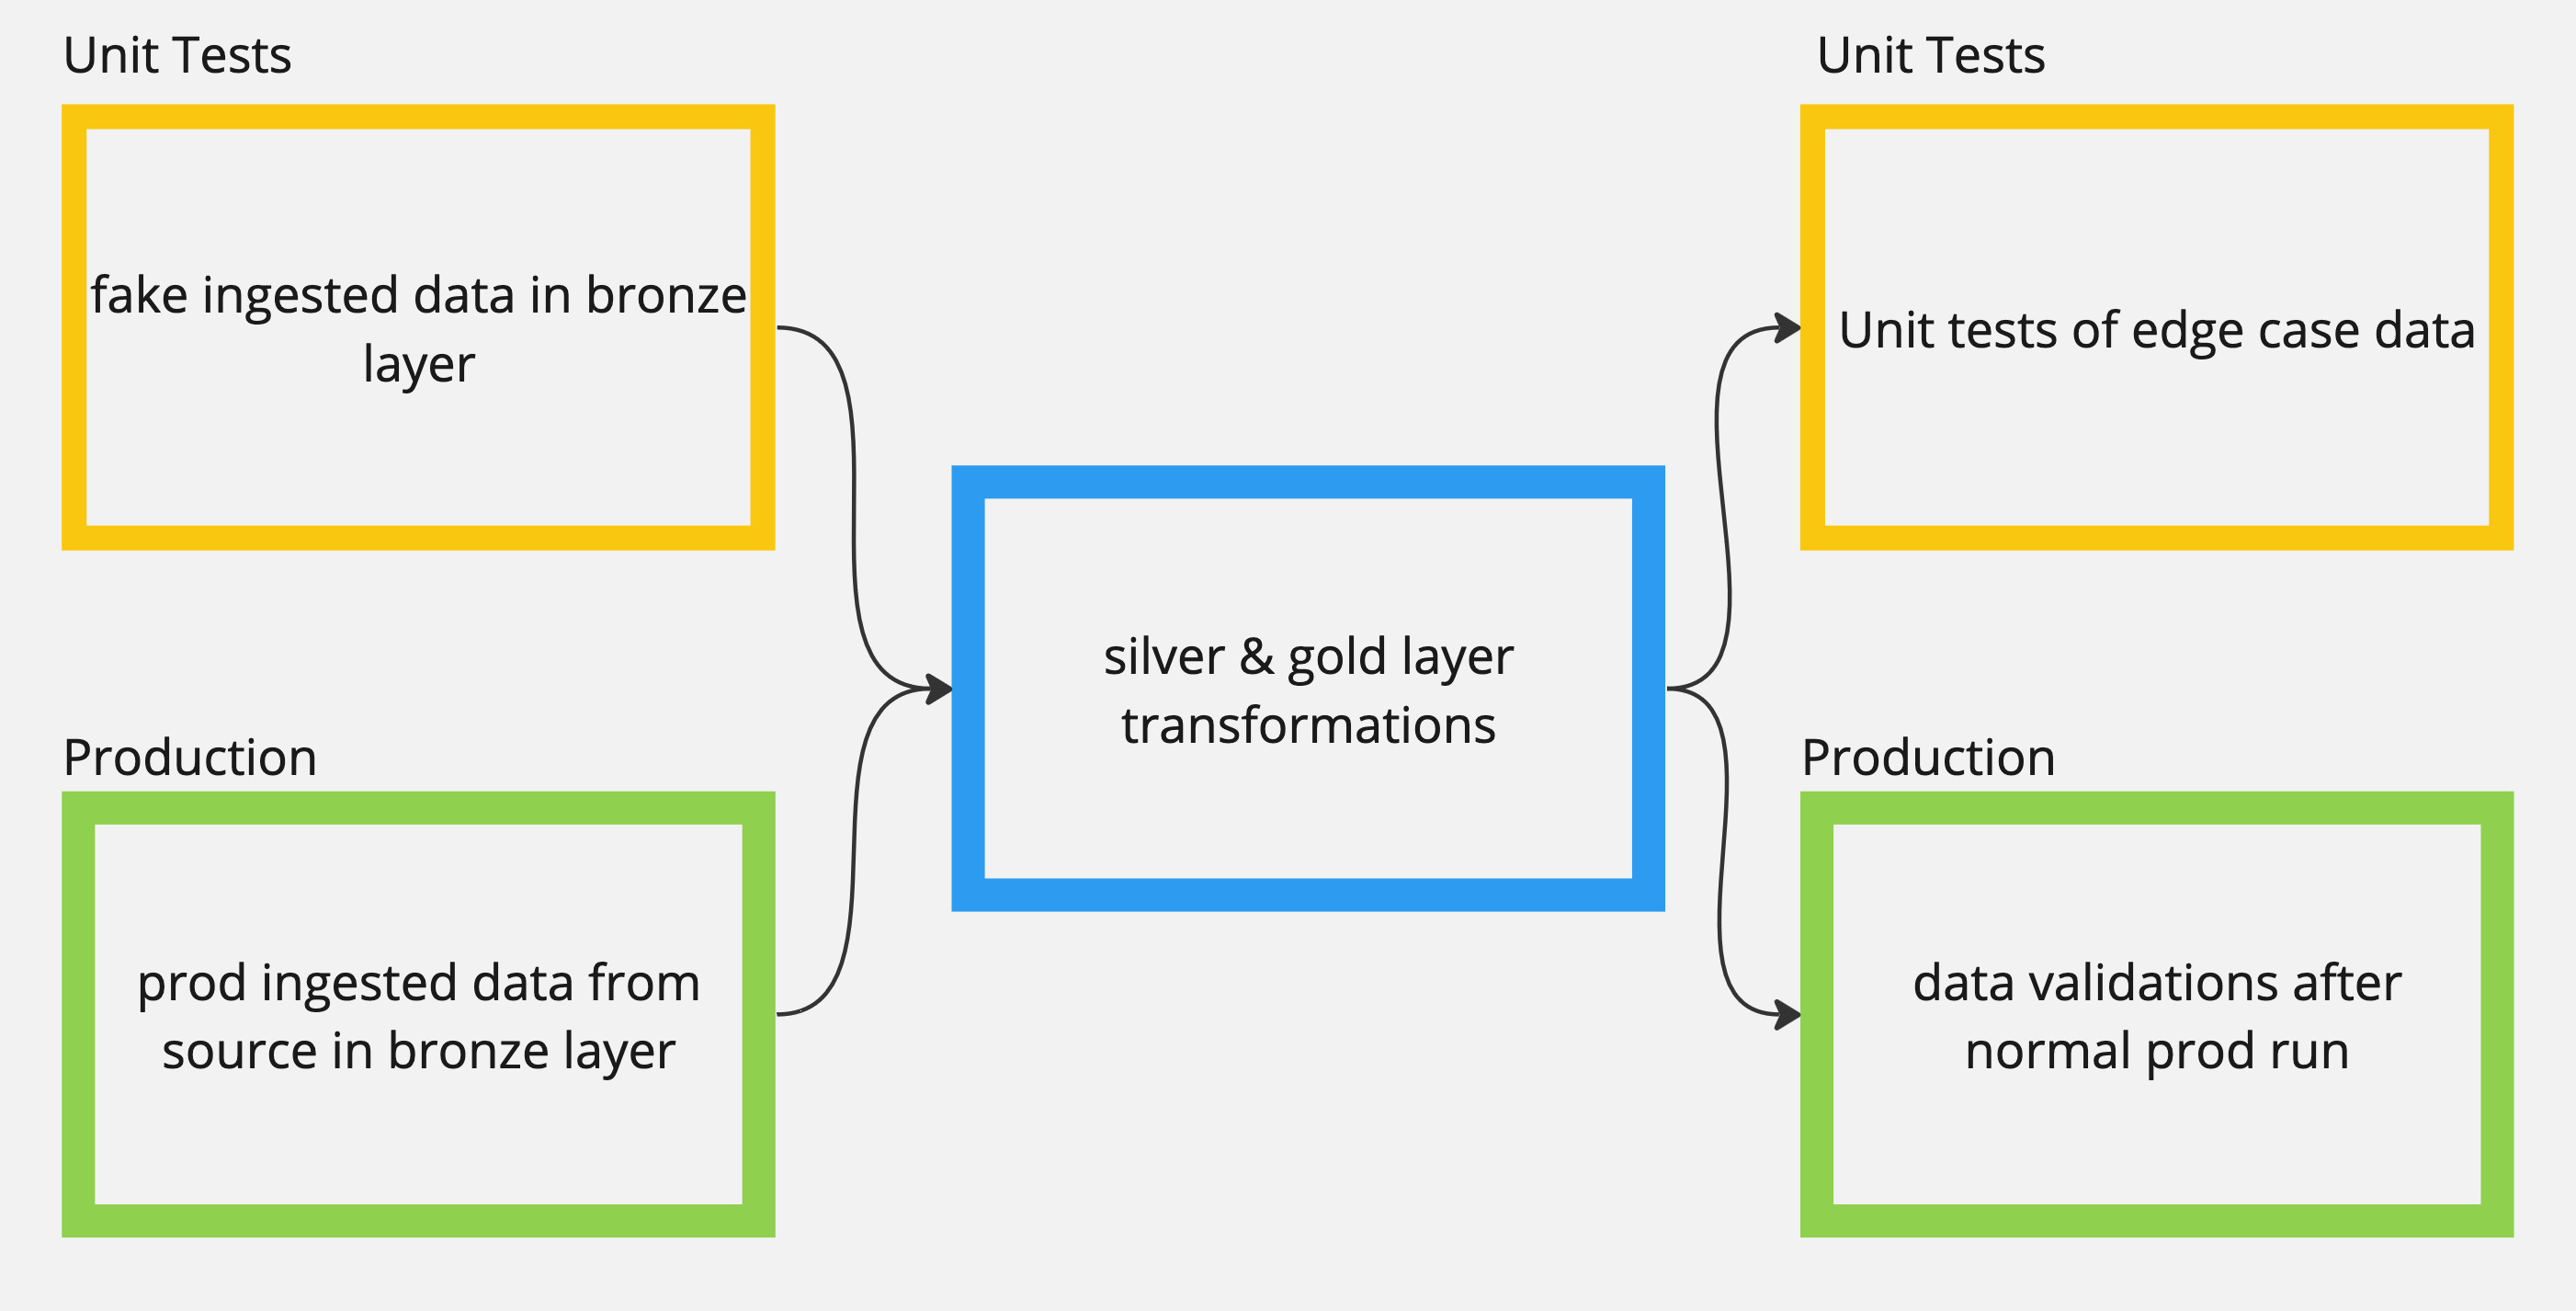 Unit Tests
fake ingested data in bronze
layer
Production
prod ingested data from
source in bronze layer
silver & gold layer
transformations
Unit Tests
Unit tests of edge case data
Production
data validations after
normal prod run